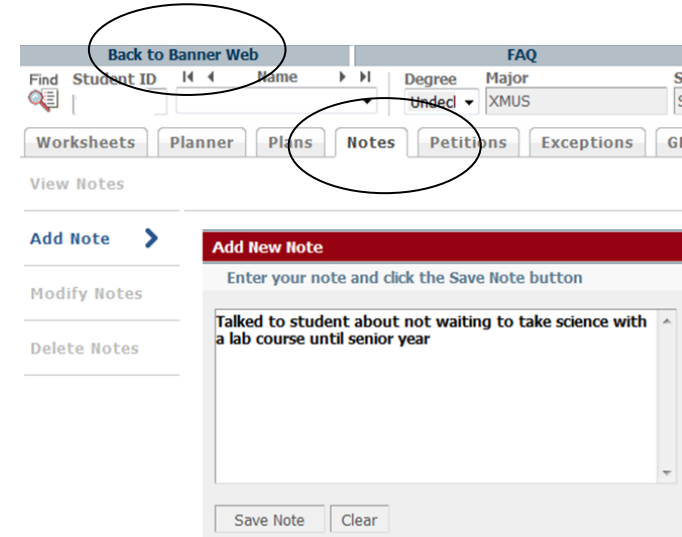 Back to Banner Web FAQ
Find Student ID Name Degree Major
Undecl XMUS
Worksheets Planner Plans Notes Petitions Exceptions
View Notes
Add Note
Add New Note
Enter your note and click the Save Note button
Modify Notes
Talked to student about not waiting to take science with
a lab course until senior year
Delete Notes
Save Note Clear